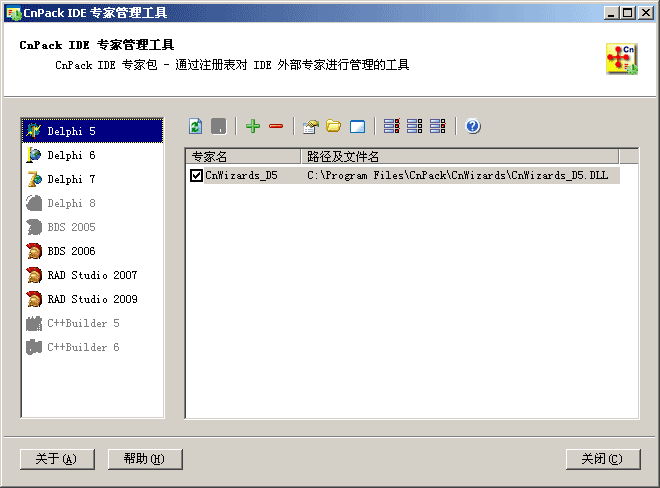 CnPack IDE 专家管理工具
CnPack IDE 专家管理工具
CnPack IDE 专家包 - 通过注册表对 IDE 外部专家进行管理的工具
Cn
Delphi 5
Delphi 6
Delphi 7
Delphi 8
BDS 2005
BDS 2006
RAD Studio 2007
RAD Studio 2009
C++Builder 5
C++Builder 6
专家名 路径及文件名
CnWizards_D5 C:\Program Files\CnPack\CnWizards\CnWizards_D5.DLL
关于(A) 帮助(H) 关闭(C)